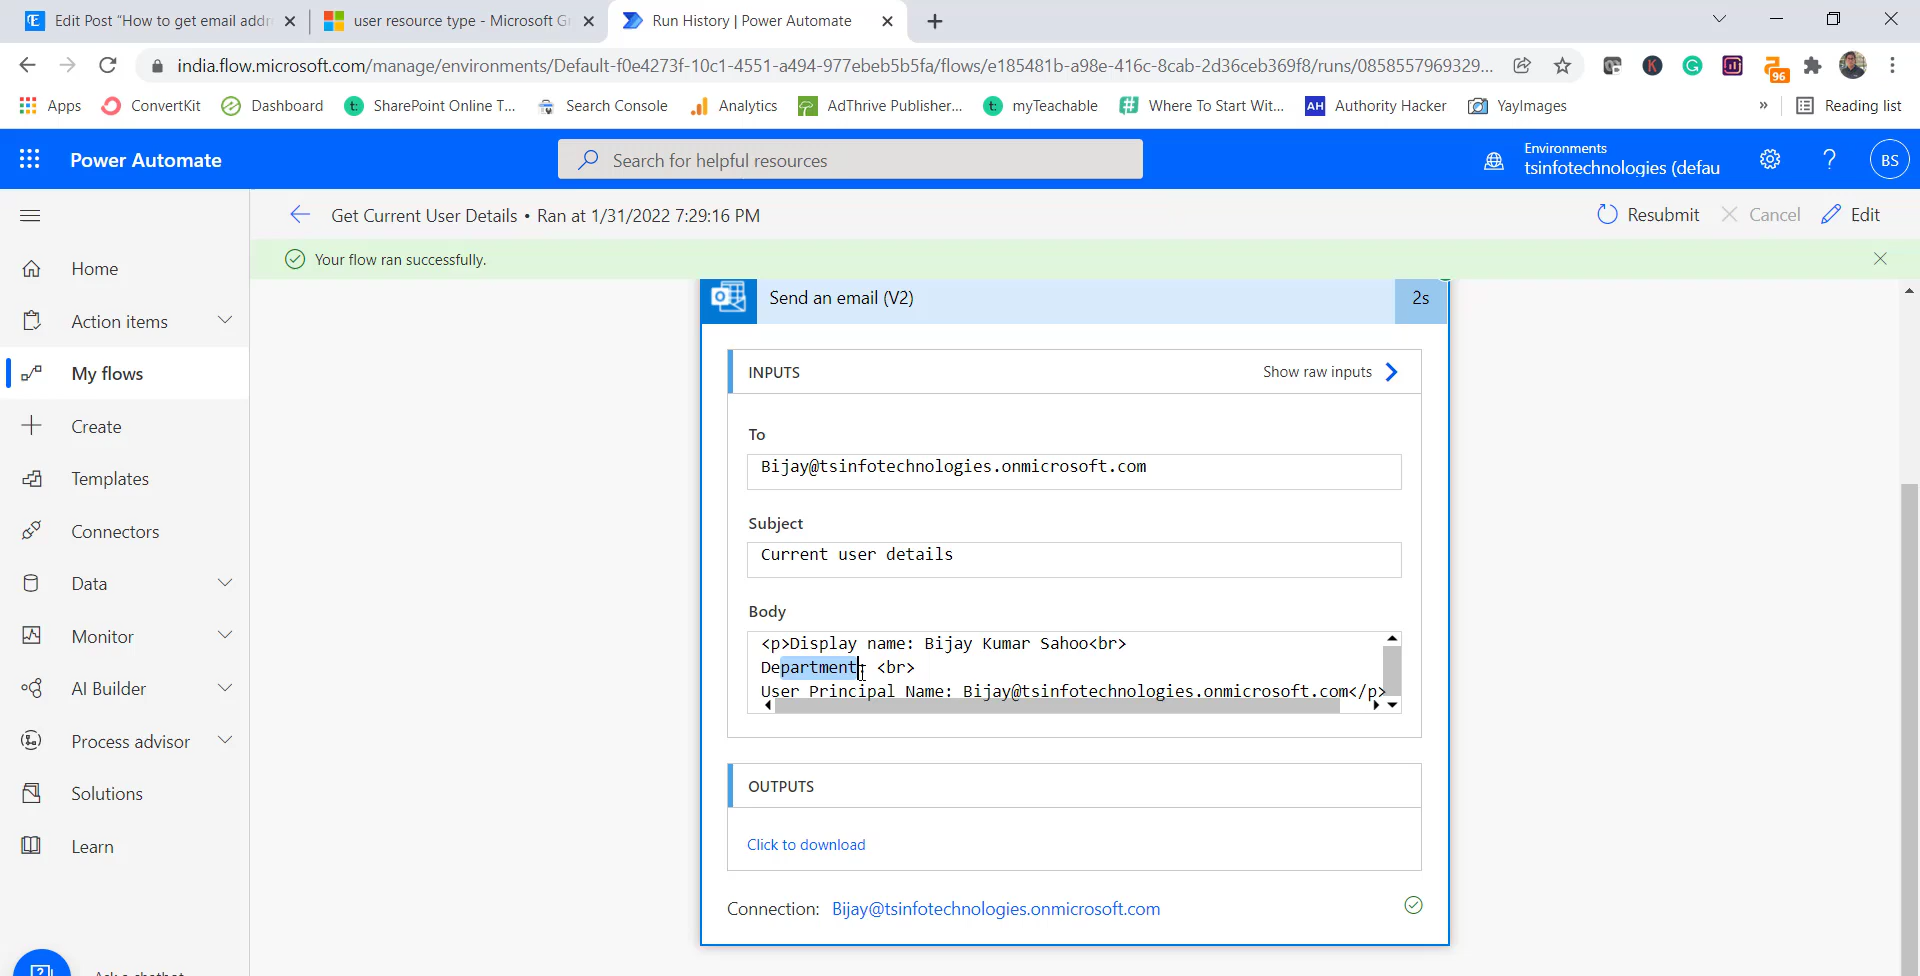 Edit Post "How to get email addr
user resource type - Microsoft G
Run History | Power Automate
india.flow.microsoft.com/manage/environments/Default-f0e4273f-10c1-4551-a494-977ebeb5b5fa/flows/e185481b-a98e-416c-8cab-2d36ceb369f8/runs/0858557969329...
96
Apps
ConvertKit
Dashboard
SharePoint Online T...
Search Console
Analytics
AdThrive Publisher...
myTeachable
Where To Start Wit...
AH
Authority Hacker
YayImages
»
Reading list
Power Automate
Search for helpful resources
Environments
tsinfotechnologies (defau
?
BS
Get Current User Details • Ran at 1/31/2022 7:29:16 PM
Resubmit
Cancel
Edit
Your flow ran successfully.
Home
Action items
My flows
Create
Templates
Connectors
Data
Monitor
AI Builder
Process advisor
Solutions
Learn
Send an email (V2)
2s
INPUTS
Show raw inputs
To
Bijay@tsinfotechnologies.onmicrosoft.com
Subject
Current user details
Body
<p>Display name: Bijay Kumar Sahoo<br>
Department: <br>
User Principal Name: Bijay@tsinfotechnologies.onmicrosoft.com</p>
OUTPUTS
Click to download
Connection: Bijay@tsinfotechnologies.onmicrosoft.com